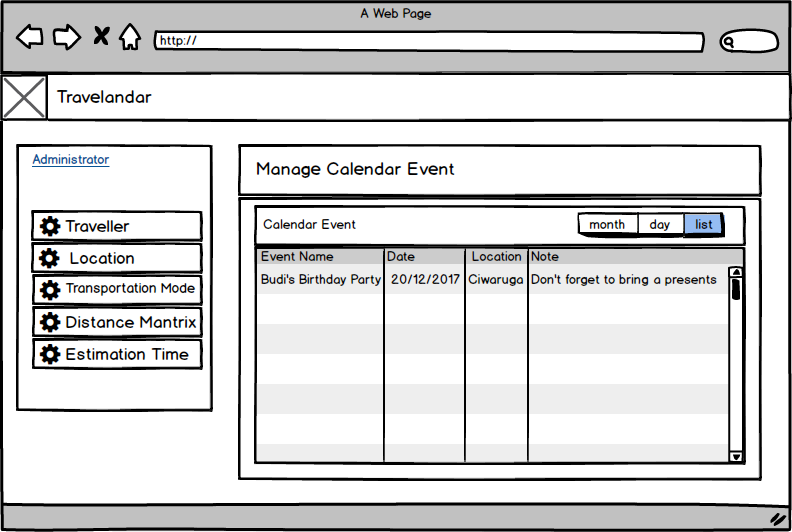 A Web Page
http://
Travelandar
Administrator
Traveller
Location
Transportation Mode
Distance Mantrix
Estimation Time
Manage Calendar Event
Calendar Event month day list
Event Name Date Location Note
Budi's Birthday Party 20/12/2017 Ciwaruga Don't forget to bring a presents